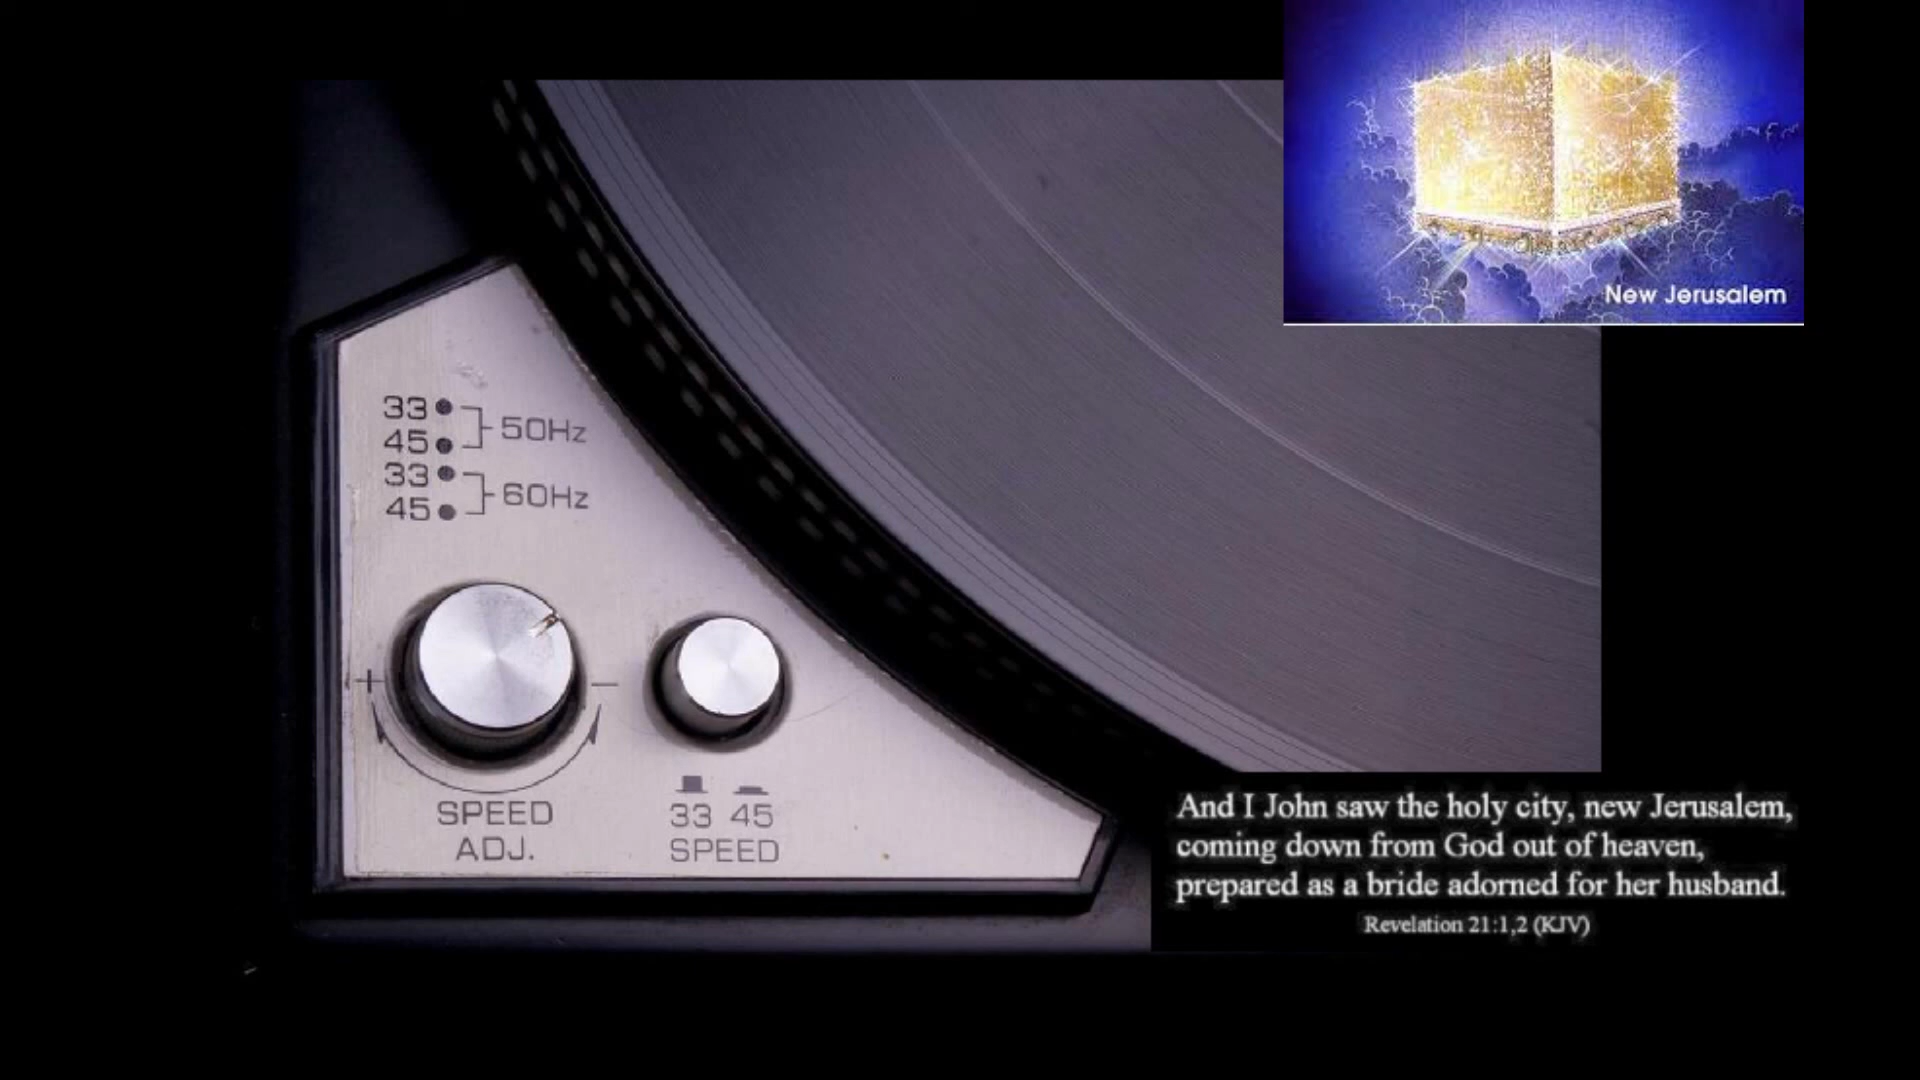 New Jerusalem
33
45
50Hz
33
45
60Hz
+
−
SPEED
ADJ.
33 45
SPEED
And I John saw the holy city, new Jerusalem,
coming down from God out of heaven,
prepared as a bride adorned for her husband.
Revelation 21:1,2 (KJV)